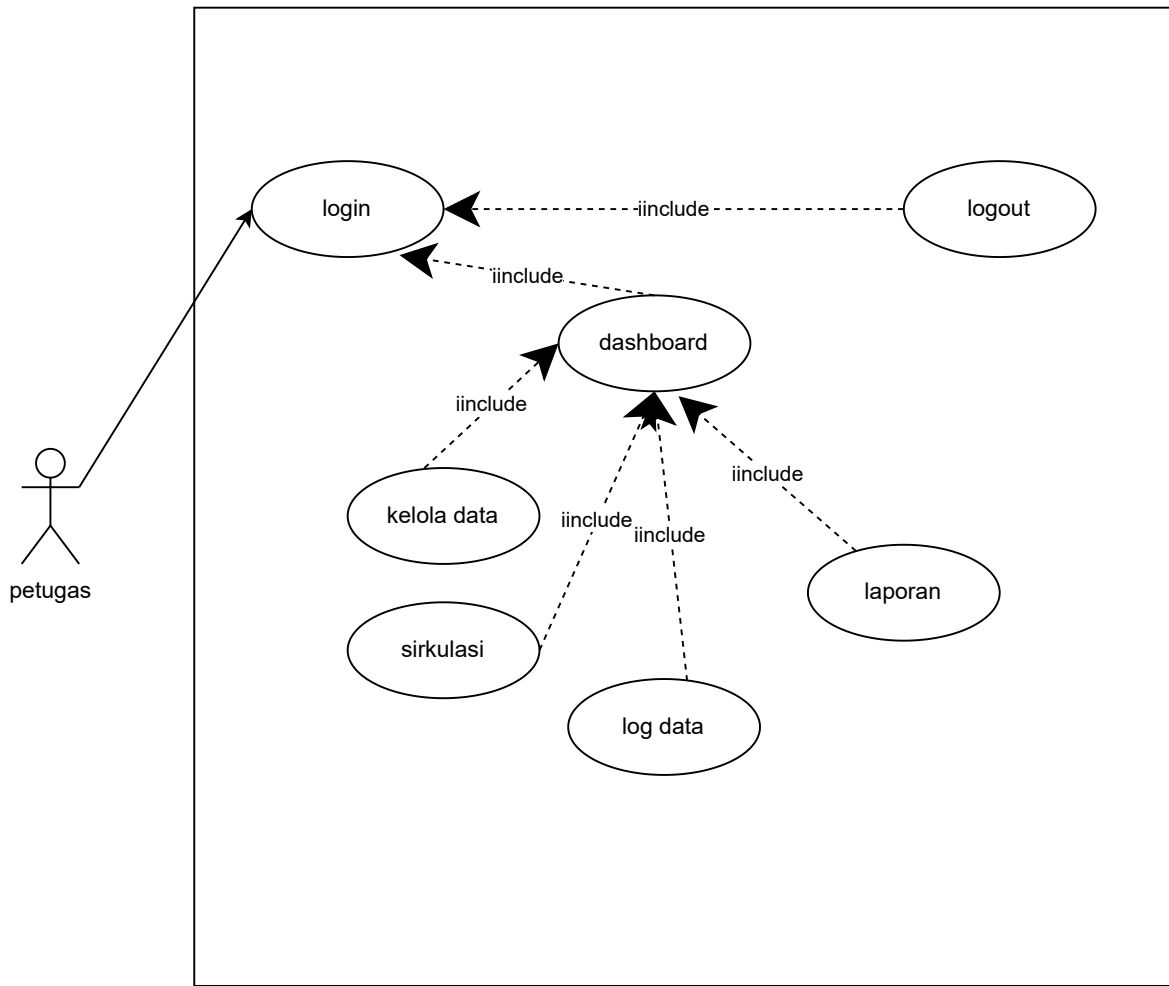 login
iinclude
logout
iinclude
dashboard
iinclude
kelola data
iinclude
iinclude
iinclude
petugas
laporan
sirkulasi
log data